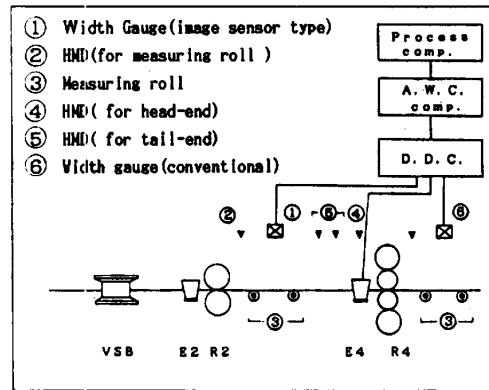 ① Width Gauge(image sensor type)
② HMD(for measuring roll )
③ Measuring roll
④ HMD( for head-end)
⑤ HMD( for tail-end)
⑥ Width gauge(conventional)
Process
comp.
A. W. C.
comp.
D. D. C.
② ① ⑤ ④ ⑥
③ ③
VSB E2 R2 E4 R4